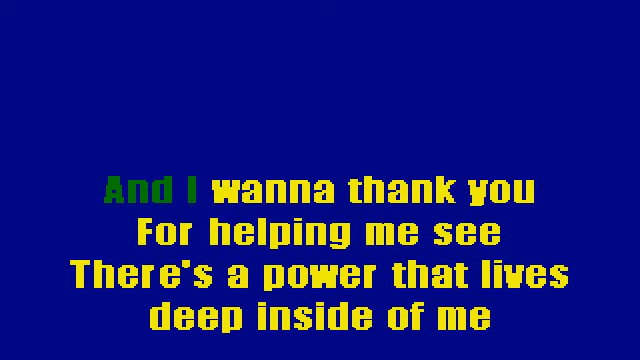 And I wanna thank you
For helping me see
There's a power that lives
deep inside of me